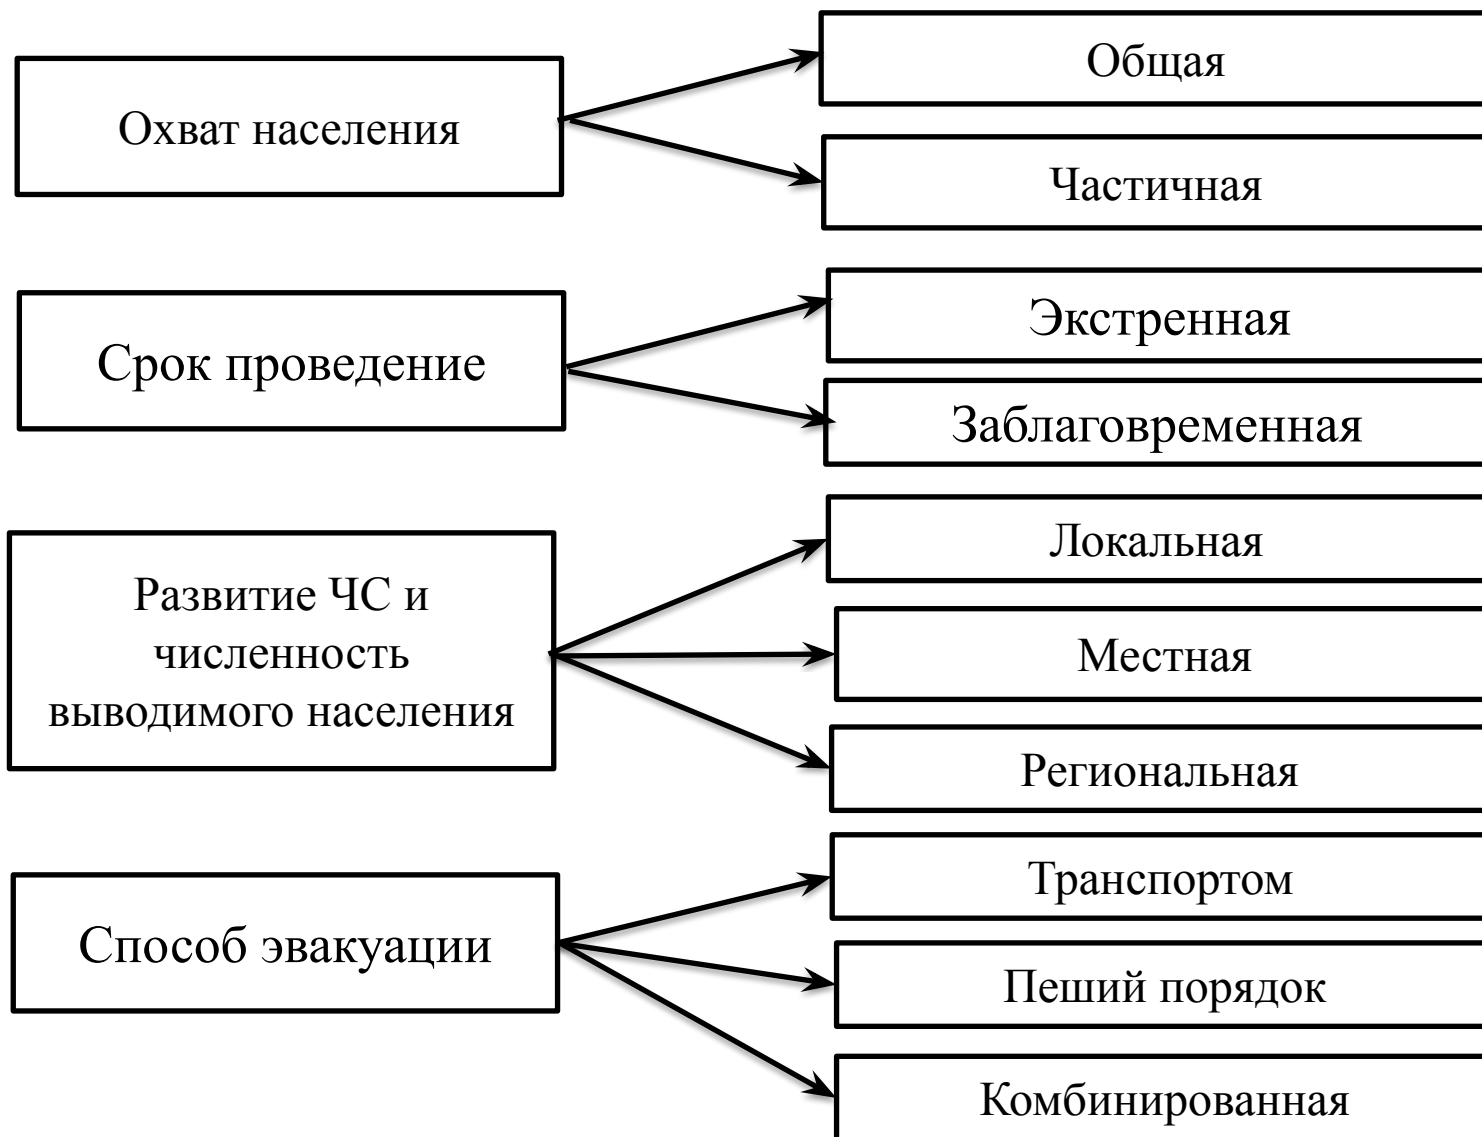 Охват населения
Общая
Частичная
Срок проведение
Экстренная
Заблаговременная
Развитие ЧС и
численность
выводимого населения
Локальная
Местная
Региональная
Способ эвакуации
Транспортом
Пеший порядок
Комбинированная